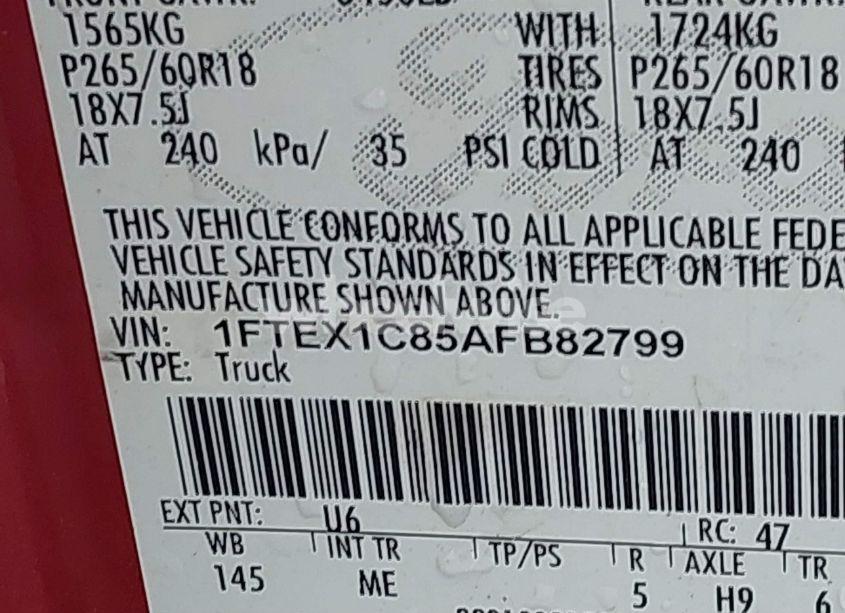 1565KG WITH 1724KG
P265/60R18 TIRES P265/60R18
18X7.5J RIMS 18X7.5J
AT 240 kPa/ 35 PSI COLD AT 240
THIS VEHICLE CONFORMS TO ALL APPLICABLE FEDE
VEHICLE SAFETY STANDARDS IN EFFECT ON THE DA
MANUFACTURE SHOWN ABOVE.
VIN: 1FTEX1C85AFB82799
TYPE: Truck
EXT PNT: U6 RC: 47
WB INT TR TP/PS R AXLE TR
145 ME 5 H9 6